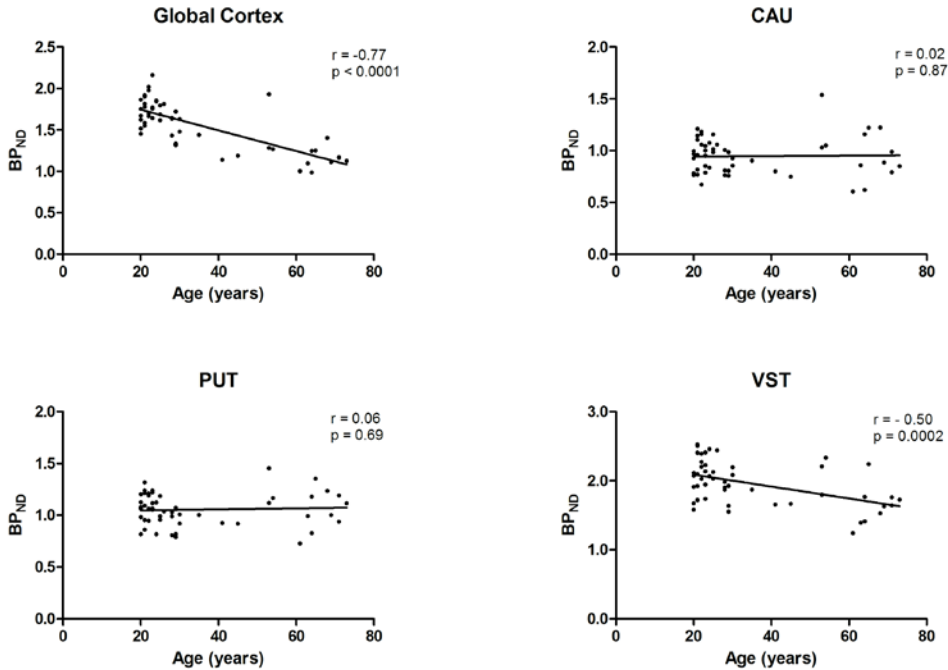 Global Cortex
r = -0.77
p < 0.0001
2.5
2.0
1.5
1.0
0.5
0.0
BPND
0
20
40
60
80
Age (years)
CAU
r = 0.02
p = 0.87
2.0
1.5
1.0
0.5
0.0
BPND
0
20
40
60
80
Age (years)
PUT
r = 0.06
p = 0.69
2.0
1.5
1.0
0.5
0.0
BPND
0
20
40
60
80
Age (years)
VST
r = - 0.50
p = 0.0002
3.0
2.0
1.0
0.0
BPND
0
20
40
60
80
Age (years)